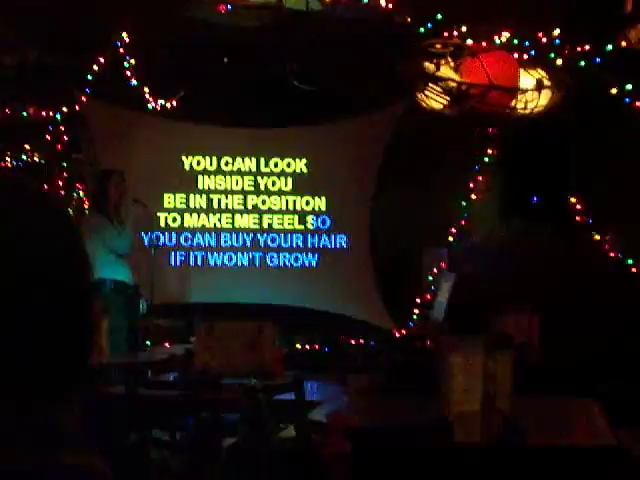 YOU CAN LOOK
INSIDE YOU
BE IN THE POSITION
TO MAKE ME FEEL SO
YOU CAN BUY YOUR HAIR
IF IT WON'T GROW